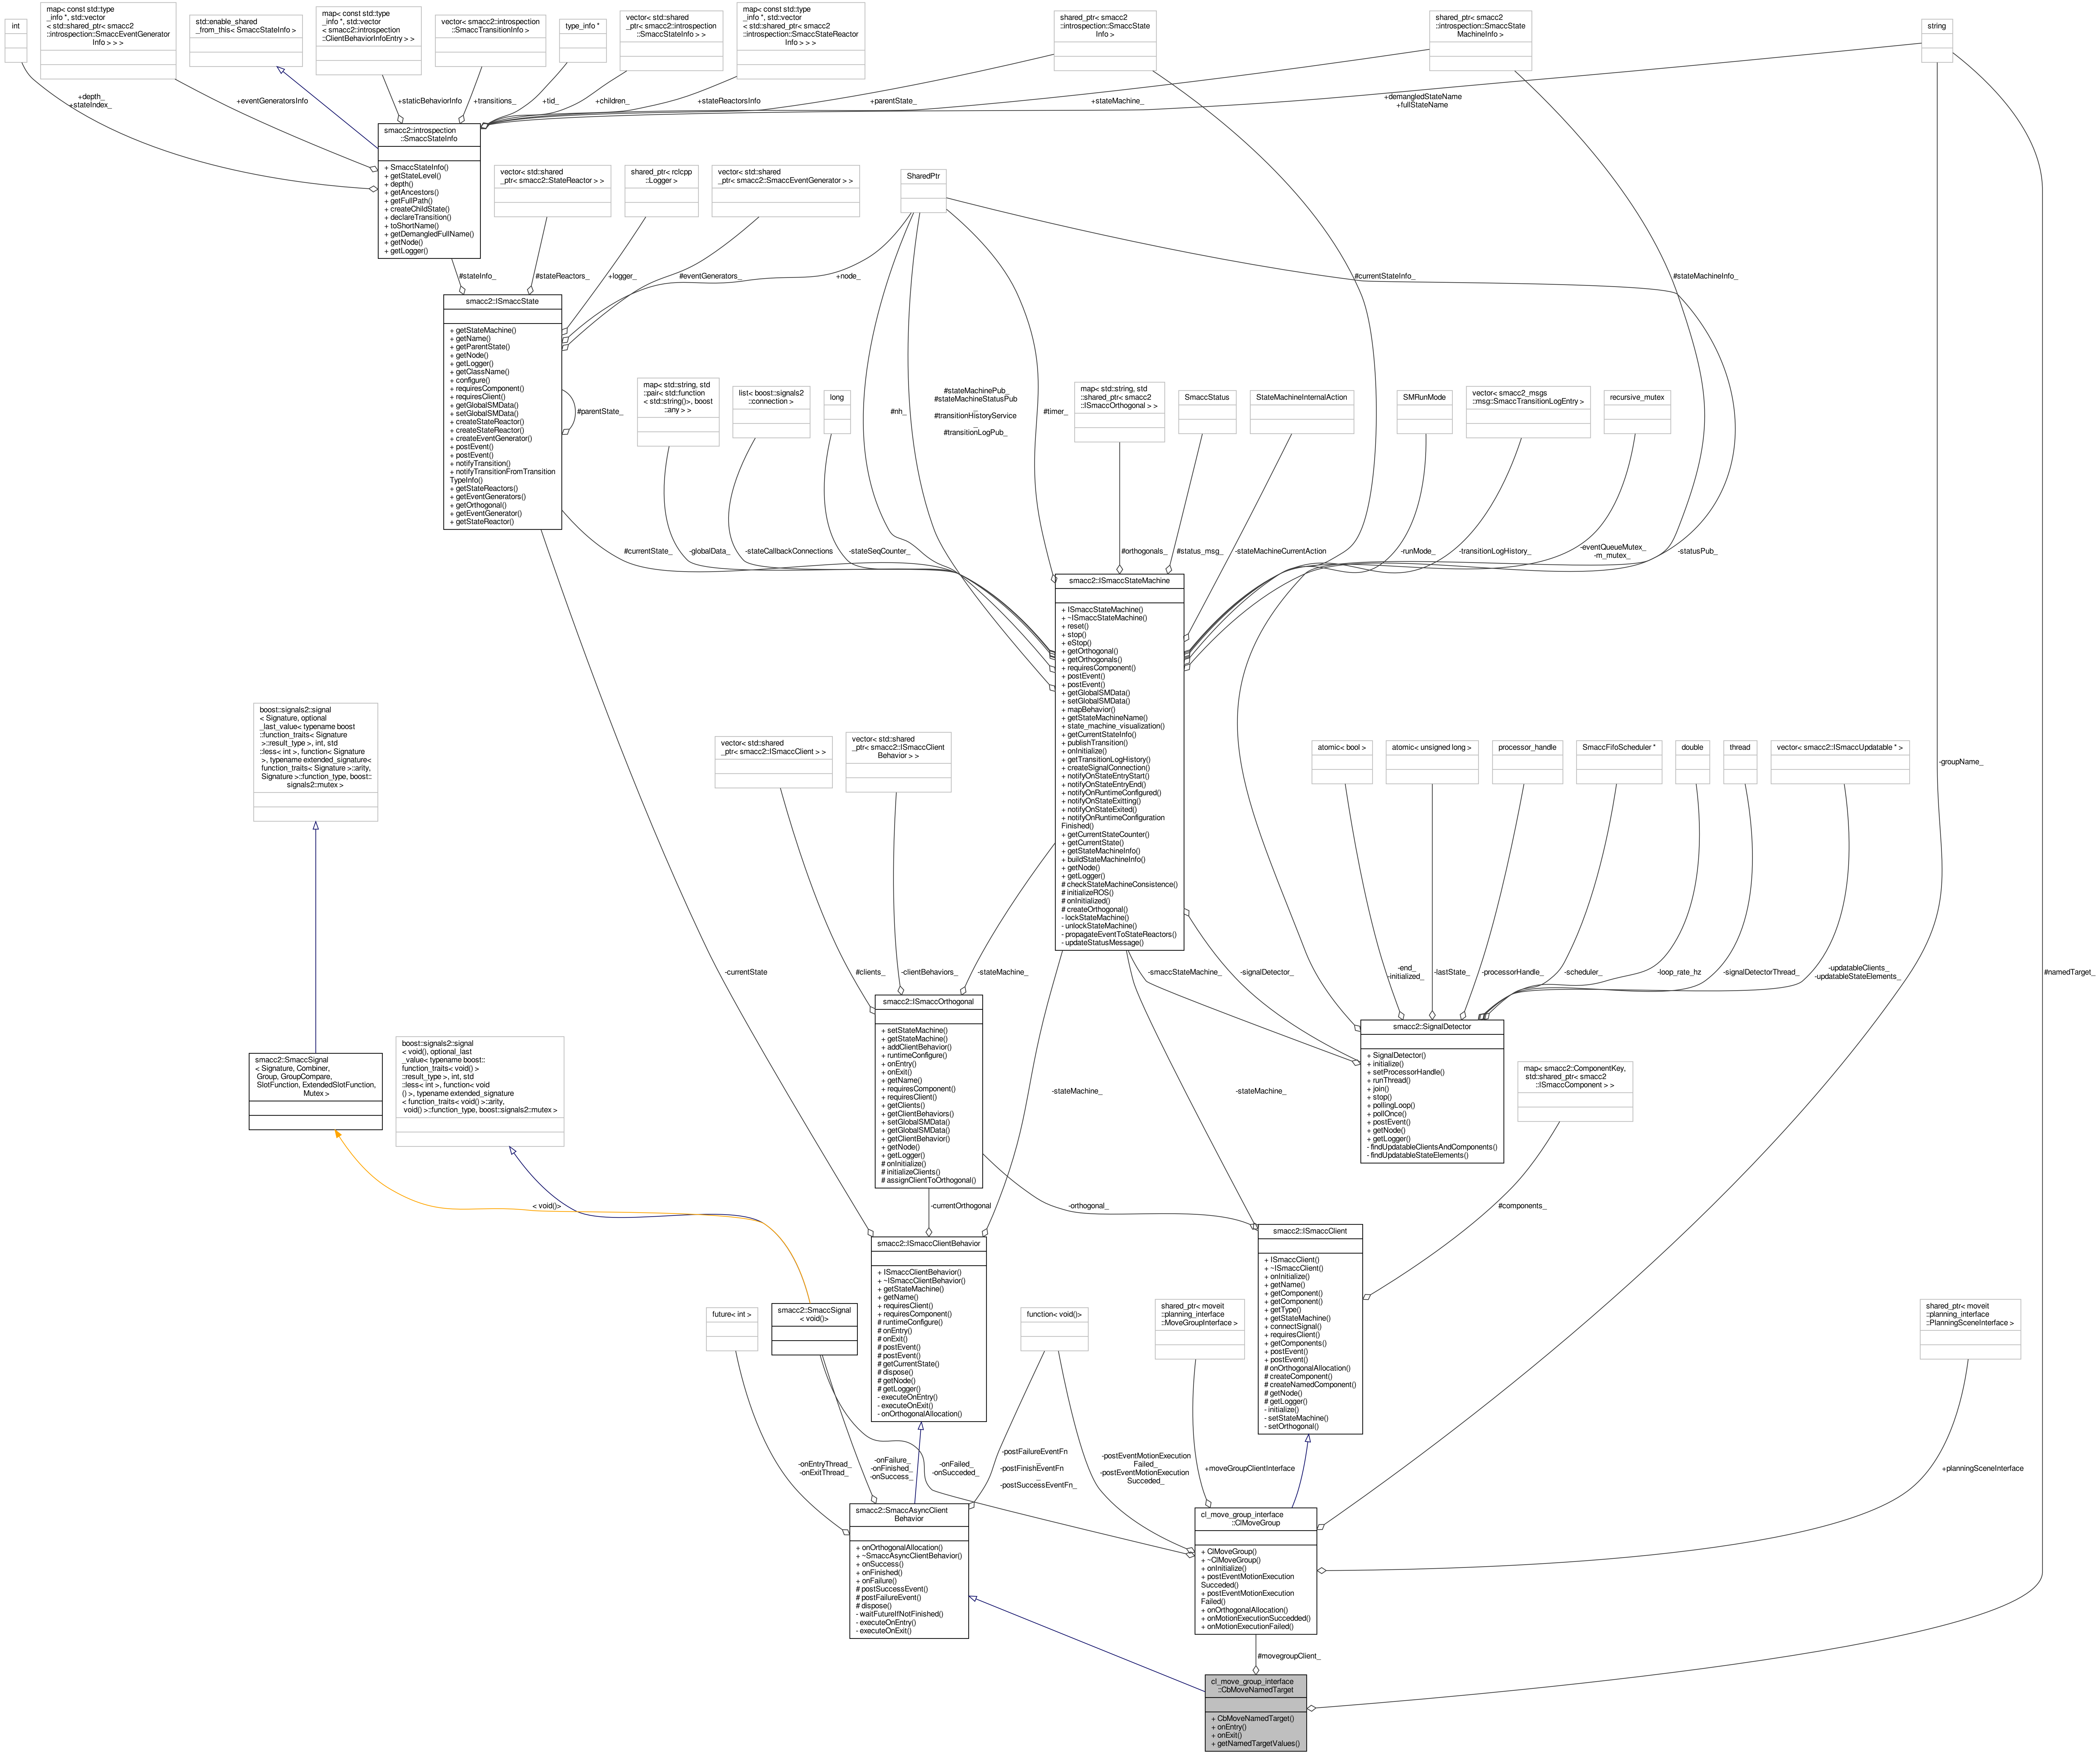 int
map< const std::type
_info *, std::vector
< std::shared_ptr< smacc2
::introspection::SmaccEventGenerator
Info > > >
std::enable_shared
_from_this< SmaccStateInfo >
map< const std::type
_info *, std::vector
< smacc2::introspection
::ClientBehaviorInfoEntry > >
vector< smacc2::introspection
::SmaccTransitionInfo >
type_info *
vector< std::shared
_ptr< smacc2::introspection
::SmaccStateInfo > >
map< const std::type
_info *, std::vector
< std::shared_ptr< smacc2
::introspection::SmaccStateReactor
Info > > >
shared_ptr< smacc2
::introspection::SmaccState
Info >
shared_ptr< smacc2
::introspection::SmaccState
MachineInfo >
string
+depth_
+stateIndex_
+eventGeneratorsInfo
+staticBehaviorInfo
+transitions_
+tid_
+children_
+stateReactorsInfo
+parentState_
+stateMachine_
+demangledStateName
+fullStateName
smacc2::introspection
::SmaccStateInfo
+ SmaccStateInfo()
+ getStateLevel()
+ depth()
+ getAncestors()
+ getFullPath()
+ createChildState()
+ declareTransition()
+ toShortName()
+ getDemangledFullName()
+ getNode()
+ getLogger()
vector< std::shared
_ptr< smacc2::StateReactor > >
shared_ptr< rclcpp
::Logger >
vector< std::shared
_ptr< smacc2::SmaccEventGenerator > >
SharedPtr
#stateInfo_
#stateReactors_
+logger_
#eventGenerators_
+node_
#currentStateInfo_
#stateMachineInfo_
smacc2::ISmaccState
+ getStateMachine()
+ getName()
+ getParentState()
+ getNode()
+ getLogger()
+ getClassName()
+ configure()
+ requiresComponent()
+ requiresClient()
+ getGlobalSMData()
+ setGlobalSMData()
+ createStateReactor()
+ createStateReactor()
+ createEventGenerator()
+ postEvent()
+ postEvent()
+ notifyTransition()
+ notifyTransitionFromTransition
TypeInfo()
+ getStateReactors()
+ getEventGenerators()
+ getOrthogonal()
+ getEventGenerator()
+ getStateReactor()
#parentState_
map< std::string, std
::pair< std::function
< std::string()>, boost
::any > >
list< boost::signals2
::connection >
long
#nh_
#stateMachinePub_
#stateMachineStatusPub
_
#transitionHistoryService
_
#transitionLogPub_
#timer_
map< std::string, std
::shared_ptr< smacc2
::ISmaccOrthogonal > >
SmaccStatus
StateMachineInternalAction
SMRunMode
vector< smacc2_msgs
::msg::SmaccTransitionLogEntry >
recursive_mutex
#currentState_
-globalData_
-stateCallbackConnections
-stateSeqCounter_
#orthogonals_
#status_msg_
-stateMachineCurrentAction
-runMode_
-transitionLogHistory_
-eventQueueMutex_
-m_mutex_
-statusPub_
smacc2::ISmaccStateMachine
+ ISmaccStateMachine()
+ ~ISmaccStateMachine()
+ reset()
+ stop()
+ eStop()
+ getOrthogonal()
+ getOrthogonals()
+ requiresComponent()
+ postEvent()
+ postEvent()
+ getGlobalSMData()
+ setGlobalSMData()
+ mapBehavior()
+ getStateMachineName()
+ state_machine_visualization()
+ getCurrentStateInfo()
+ publishTransition()
+ onInitialize()
+ getTransitionLogHistory()
+ createSignalConnection()
+ notifyOnStateEntryStart()
+ notifyOnStateEntryEnd()
+ notifyOnRuntimeConfigured()
+ notifyOnStateExitting()
+ notifyOnStateExited()
+ notifyOnRuntimeConfiguration
Finished()
+ getCurrentStateCounter()
+ getCurrentState()
+ getStateMachineInfo()
+ buildStateMachineInfo()
+ getNode()
+ getLogger()
# checkStateMachineConsistence()
# initializeROS()
# onInitialized()
# createOrthogonal()
- lockStateMachine()
- unlockStateMachine()
- propagateEventToStateReactors()
- updateStatusMessage()
boost::signals2::signal
< Signature, optional
_last_value< typename boost
::function_traits< Signature
>::result_type >, int, std
::less< int >, function< Signature
>, typename extended_signature<
function_traits< Signature >::arity,
Signature >::function_type, boost::
signals2::mutex >
vector< std::shared
_ptr< smacc2::ISmaccClient > >
vector< std::shared
_ptr< smacc2::ISmaccClient
Behavior > >
atomic< bool >
atomic< unsigned long >
processor_handle
SmaccFifoScheduler *
double
thread
vector< smacc2::ISmaccUpdatable * >
-groupName_
-currentState
#clients_
-clientBehaviors_
-stateMachine_
-smaccStateMachine_
-signalDetector_
-end_
-initialized_
-lastState_
-processorHandle_
-scheduler_
-loop_rate_hz
-signalDetectorThread_
-updatableClients_
-updatableStateElements_
#namedTarget_
smacc2::ISmaccOrthogonal
+ setStateMachine()
+ getStateMachine()
+ addClientBehavior()
+ runtimeConfigure()
+ onEntry()
+ onExit()
+ getName()
+ requiresComponent()
+ requiresClient()
+ getClients()
+ getClientBehaviors()
+ setGlobalSMData()
+ getGlobalSMData()
+ getClientBehavior()
+ getNode()
+ getLogger()
# onInitialize()
# initializeClients()
# assignClientToOrthogonal()
smacc2::SignalDetector
+ SignalDetector()
+ initialize()
+ setProcessorHandle()
+ runThread()
+ join()
+ stop()
+ pollingLoop()
+ pollOnce()
+ postEvent()
+ getNode()
+ getLogger()
- findUpdatableClientsAndComponents()
- findUpdatableStateElements()
smacc2::SmaccSignal
< Signature, Combiner,
Group, GroupCompare,
SlotFunction, ExtendedSlotFunction,
Mutex >
boost::signals2::signal
< void(), optional_last
_value< typename boost::
function_traits< void() >
::result_type >, int, std
::less< int >, function< void
() >, typename extended_signature
< function_traits< void() >::arity,
void() >::function_type, boost::signals2::mutex >
map< smacc2::ComponentKey,
std::shared_ptr< smacc2
::ISmaccComponent > >
-stateMachine_
-stateMachine_
< void()>
-currentOrthogonal
-orthogonal_
#components_
smacc2::ISmaccClientBehavior
+ ISmaccClientBehavior()
+ ~ISmaccClientBehavior()
+ getStateMachine()
+ getName()
+ requiresClient()
+ requiresComponent()
# runtimeConfigure()
# onEntry()
# onExit()
# postEvent()
# postEvent()
# getCurrentState()
# dispose()
# getNode()
# getLogger()
- executeOnEntry()
- executeOnExit()
- onOrthogonalAllocation()
smacc2::ISmaccClient
+ ISmaccClient()
+ ~ISmaccClient()
+ onInitialize()
+ getName()
+ getComponent()
+ getComponent()
+ getType()
+ getStateMachine()
+ connectSignal()
+ requiresClient()
+ getComponents()
+ postEvent()
+ postEvent()
# onOrthogonalAllocation()
# createComponent()
# createNamedComponent()
# getNode()
# getLogger()
- initialize()
- setStateMachine()
- setOrthogonal()
future< int >
smacc2::SmaccSignal
< void()>
function< void()>
shared_ptr< moveit
::planning_interface
::MoveGroupInterface >
shared_ptr< moveit
::planning_interface
::PlanningSceneInterface >
-onEntryThread_
-onExitThread_
-onFailure_
-onFinished_
-onSuccess_
-onFailed_
-onSucceded_
-postFailureEventFn
_
-postFinishEventFn
_
-postSuccessEventFn_
-postEventMotionExecution
Failed_
-postEventMotionExecution
Succeded_
+moveGroupClientInterface
+planningSceneInterface
smacc2::SmaccAsyncClient
Behavior
+ onOrthogonalAllocation()
+ ~SmaccAsyncClientBehavior()
+ onSuccess()
+ onFinished()
+ onFailure()
# postSuccessEvent()
# postFailureEvent()
# dispose()
- waitFutureIfNotFinished()
- executeOnEntry()
- executeOnExit()
cl_move_group_interface
::ClMoveGroup
+ ClMoveGroup()
+ ~ClMoveGroup()
+ onInitialize()
+ postEventMotionExecution
Succeded()
+ postEventMotionExecution
Failed()
+ onOrthogonalAllocation()
+ onMotionExecutionSuccedded()
+ onMotionExecutionFailed()
#movegroupClient_
cl_move_group_interface
::CbMoveNamedTarget
+ CbMoveNamedTarget()
+ onEntry()
+ onExit()
+ getNamedTargetValues()